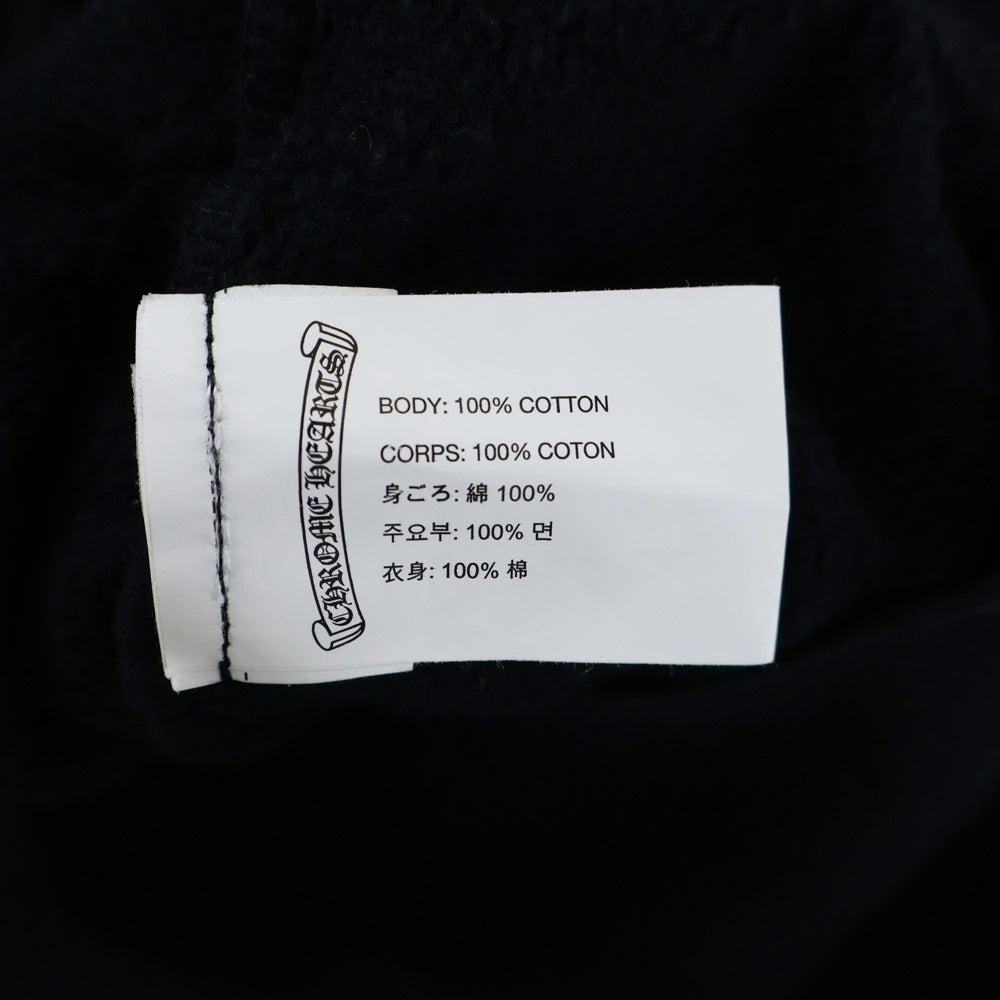 CHROME HEARTS
BODY: 100% COTTON
CORPS: 100% COTON
身ごろ: 綿 100%
주요부: 100% 면
衣身: 100% 棉